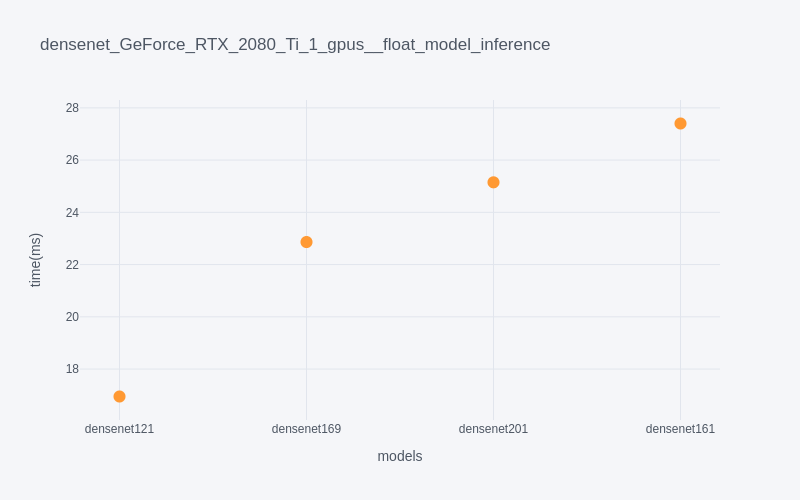 densenet_GeForce_RTX_2080_Ti_1_gpus__float_model_inference
28
26
24
22
20
18
time(ms)
densenet121
densenet169
densenet201
densenet161
models